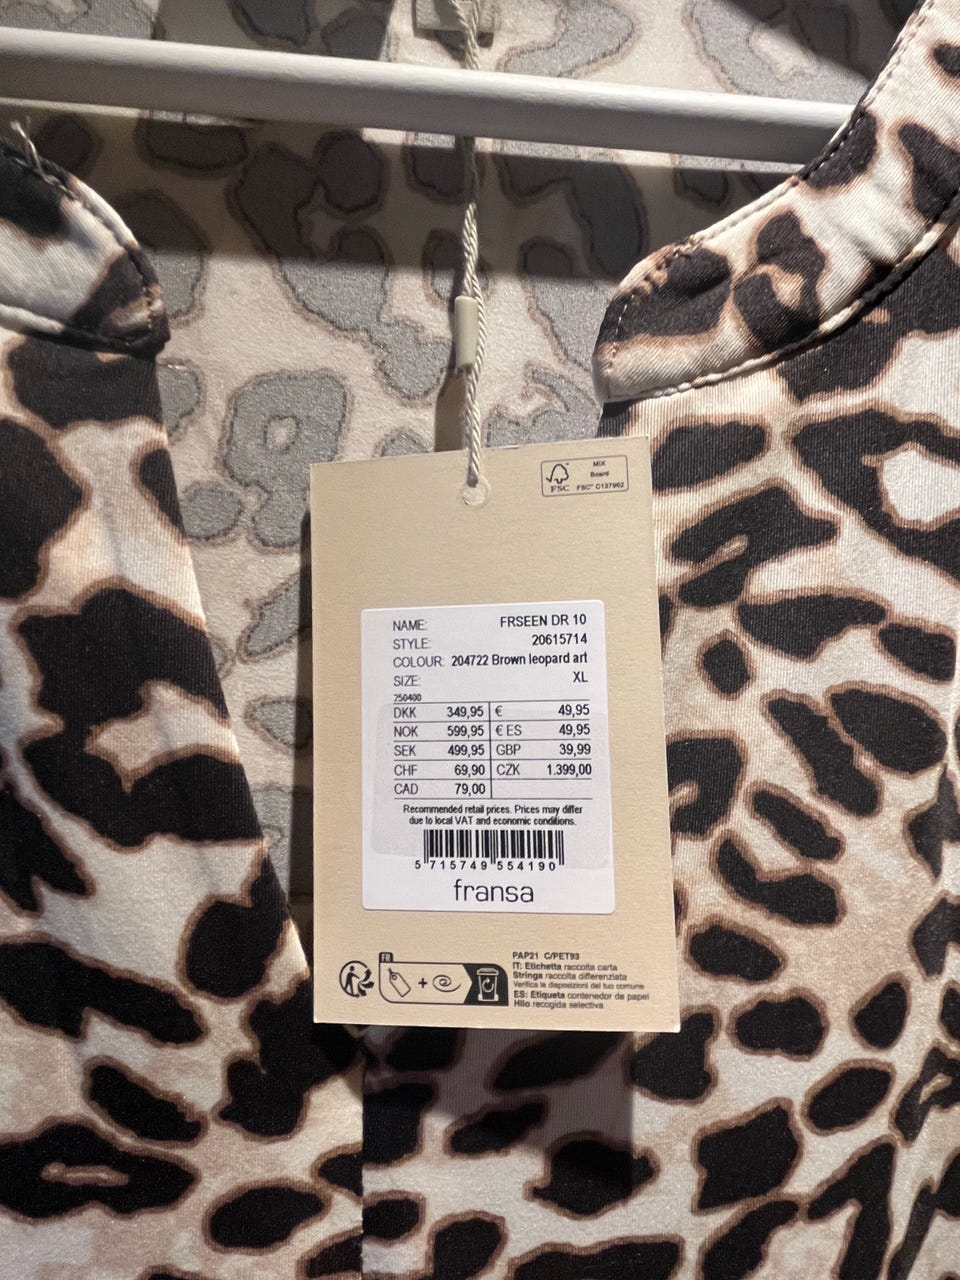 FSC
MIX
Board
FSC™ C137962
NAME: FRSEEN DR 10
STYLE: 20615714
COLOUR: 204722 Brown leopard art
SIZE: XL
250400
DKK 349,95 € 49,95
NOK 599,95 € ES 49,95
SEK 499,95 GBP 39,99
CHF 69,90 CZK 1.399,00
CAD 79,00
Recommended retail prices. Prices may differ
due to local VAT and economic conditions.
5 715749 554190
fransa
FR
+
PAP21 C/PET93
IT: Etichetta raccolta carta
Stringa raccolta differenziata
Verifica le disposizioni del tuo comune
ES: Etiqueta contenedor de papel
Hilo recogida selectiva